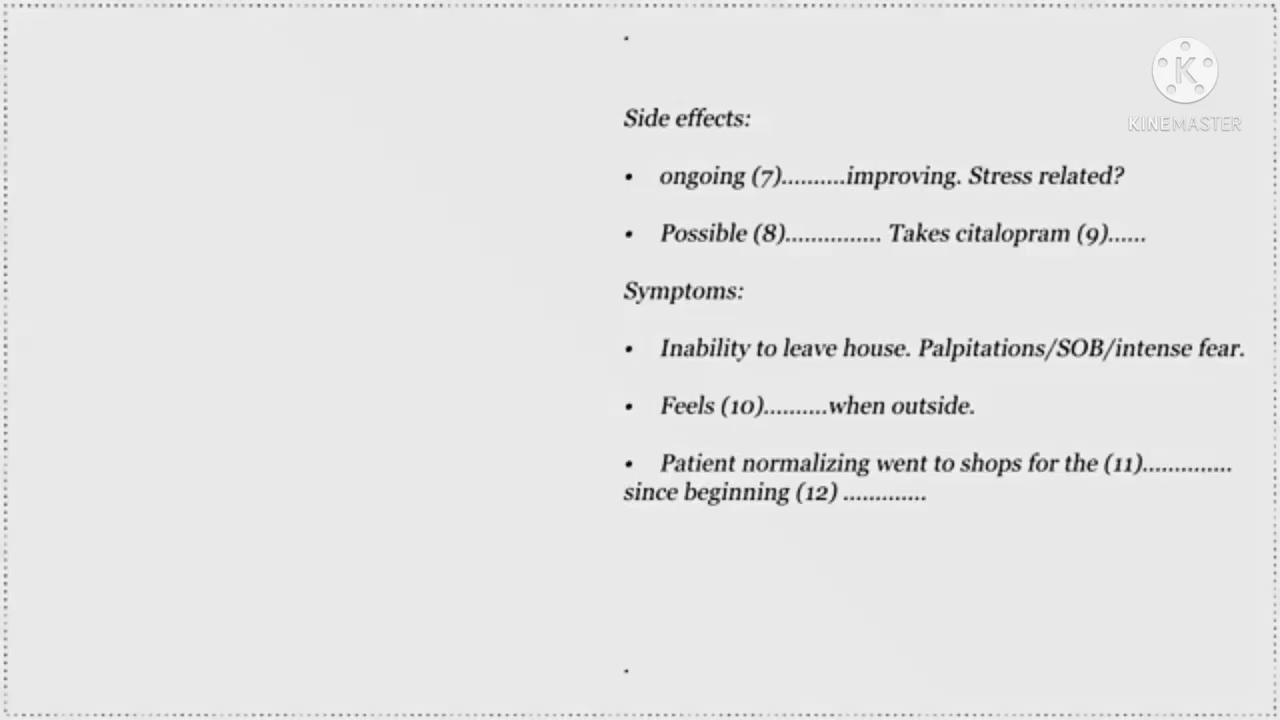 KINEMASTER
Side effects:
• ongoing (7)..........improving. Stress related?
• Possible (8)............... Takes citalopram (9)......
Symptoms:
• Inability to leave house. Palpitations/SOB/intense fear.
• Feels (10)..........when outside.
• Patient normalizing went to shops for the (11)..............
since beginning (12) .............